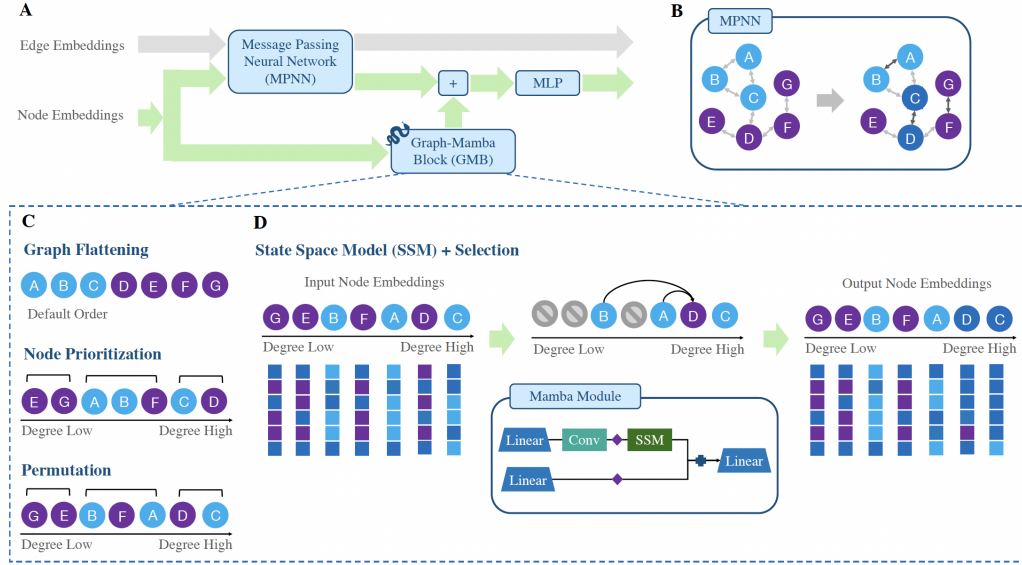 A
Edge Embeddings
Node Embeddings
Message Passing
Neural Network
(MPNN)
+
MLP
Graph-Mamba
Block (GMB)
B
MPNN
A
B
C
G
E
D
F
A
B
C
G
E
D
F
C
Graph Flattening
A B C D E F G
Default Order
Node Prioritization
E G A B F C D
Degree Low Degree High
Permutation
G E B F A D C
Degree Low Degree High
D
State Space Model (SSM) + Selection
Input Node Embeddings
G E B F A D C
Degree Low Degree High
B A D C
Degree Low Degree High
Output Node Embeddings
G E B F A D C
Degree Low Degree High
Mamba Module
Linear Conv SSM
Linear
Linear